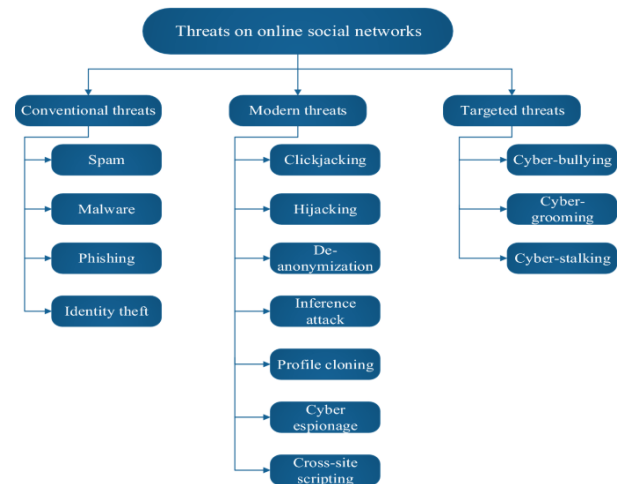 Threats on online social networks
Conventional threats
Modern threats
Targeted threats
Spam
Malware
Phishing
Identity theft
Clickjacking
Hijacking
De-
anonymization
Inference
attack
Profile cloning
Cyber
espionage
Cross-site
scripting
Cyber-bullying
Cyber-
grooming
Cyber-stalking